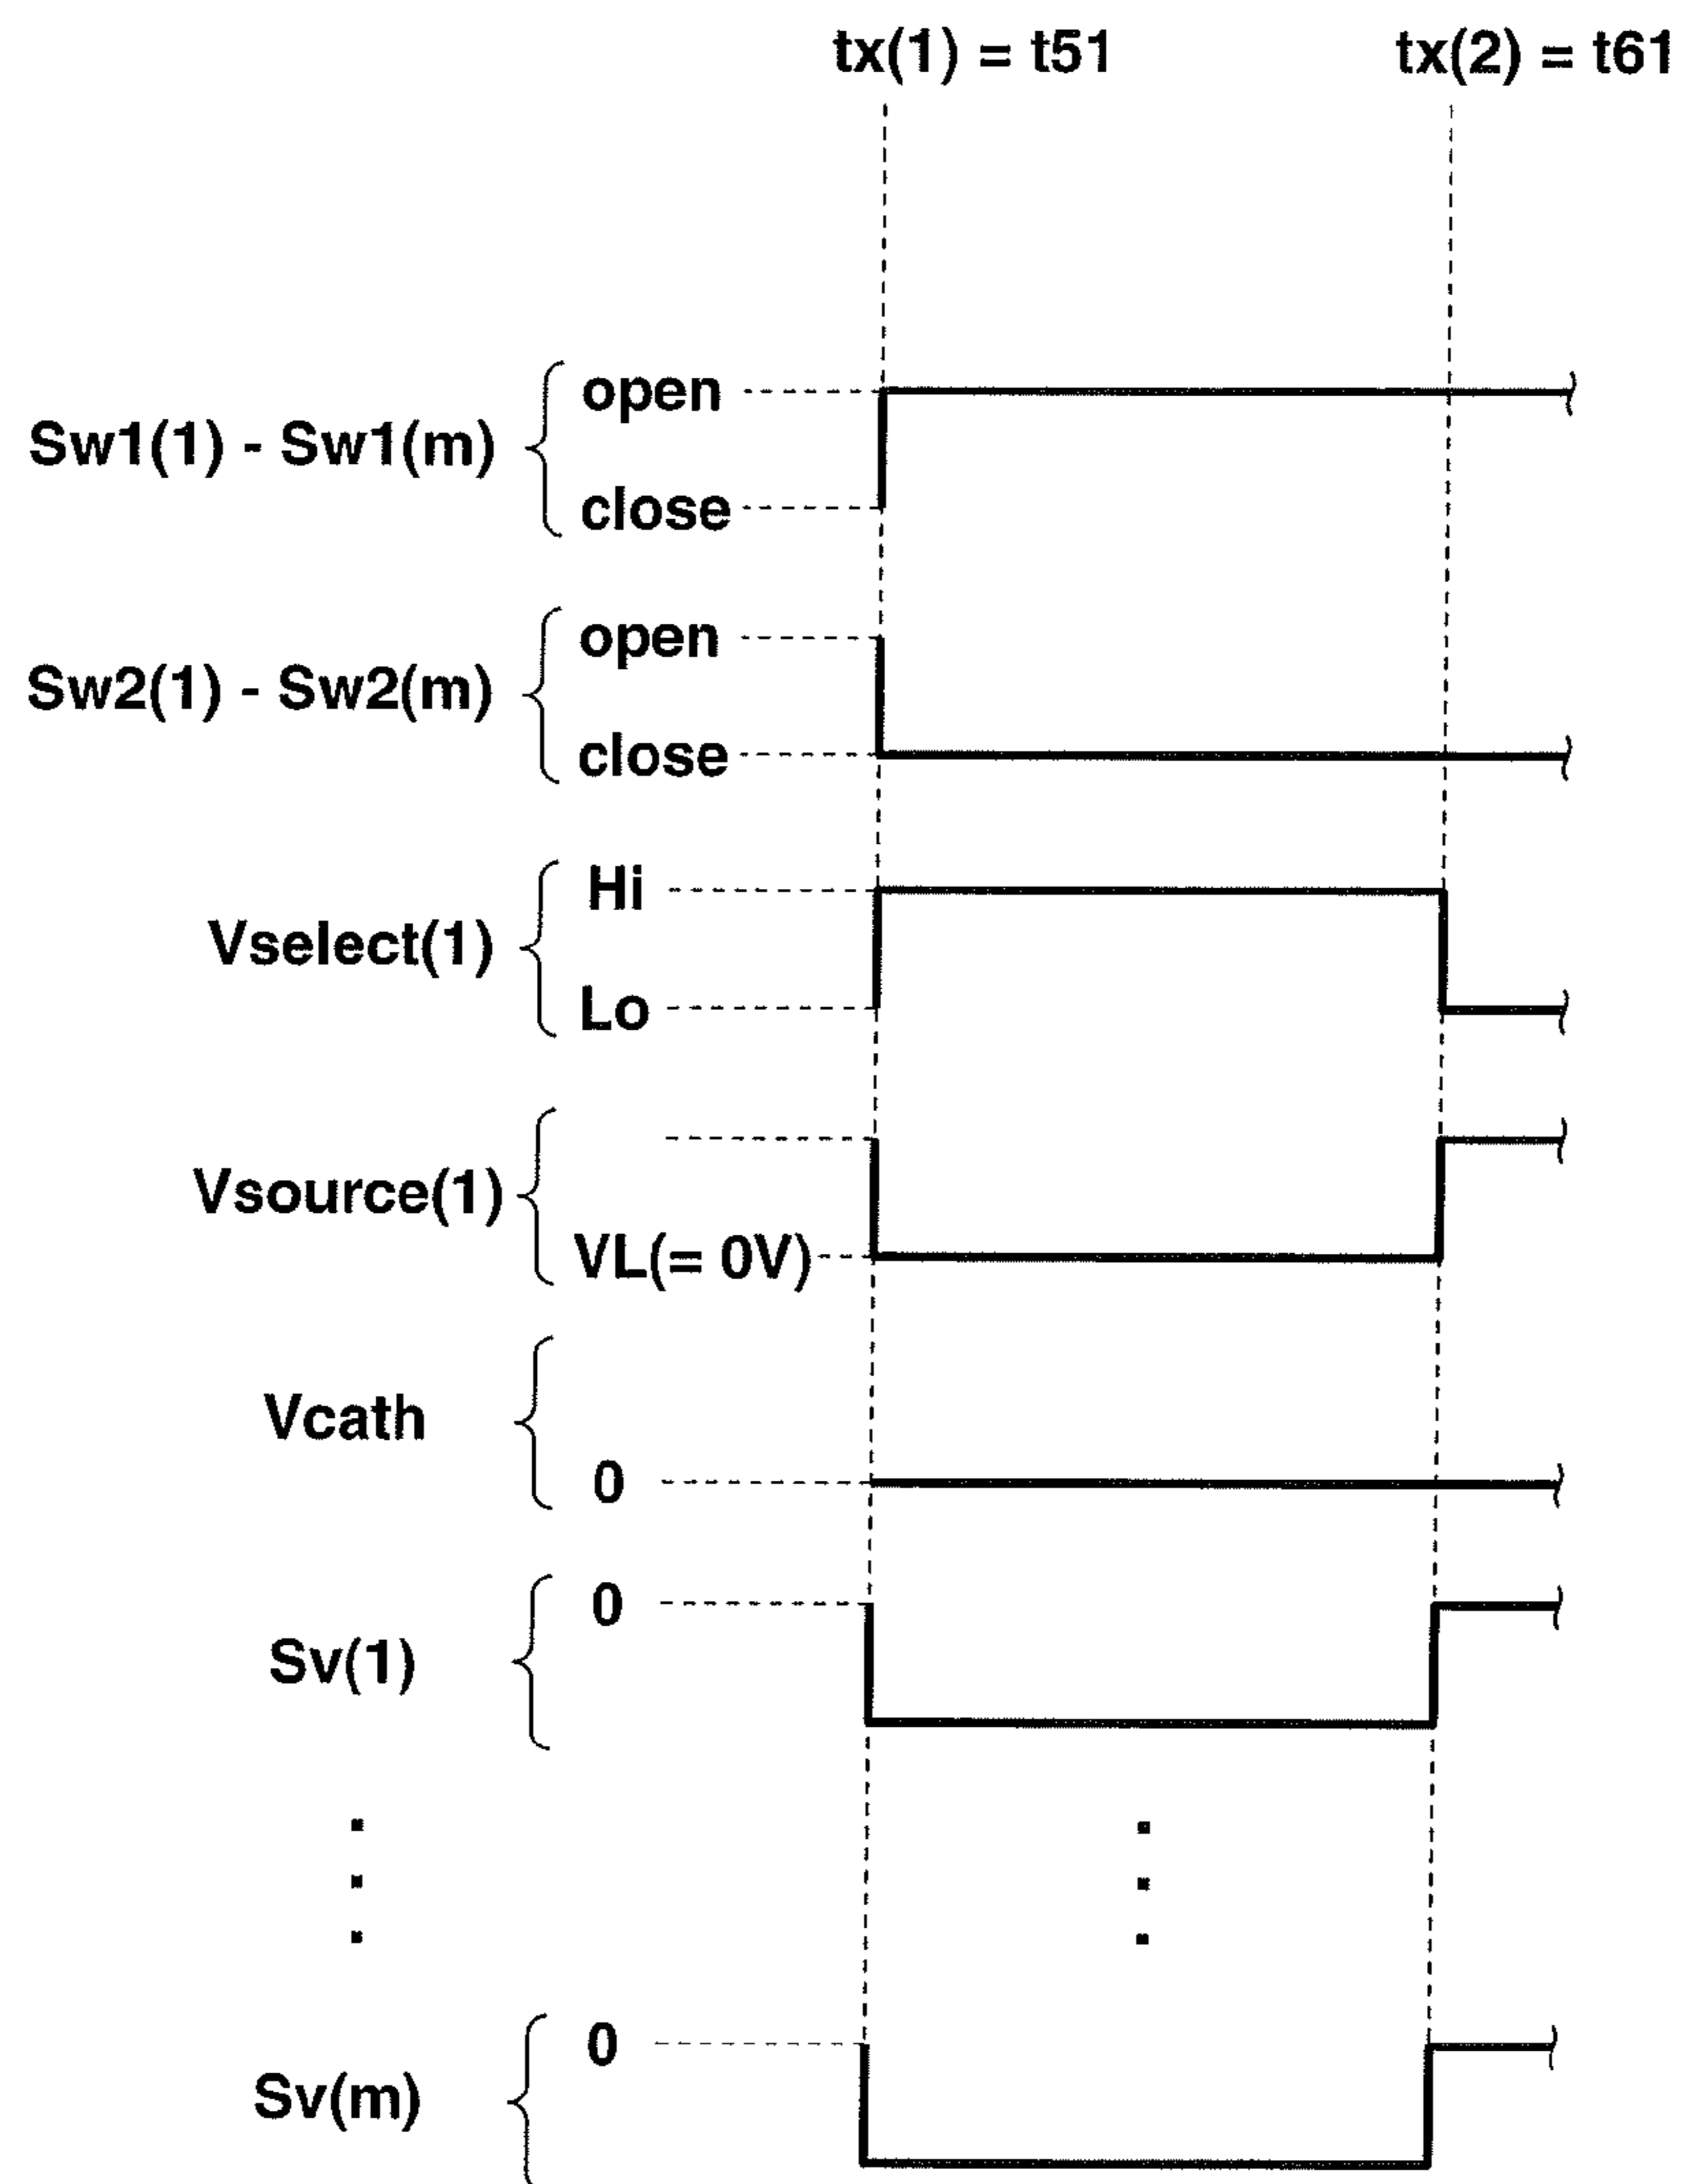 tx(1) = t51 tx(2) = t61
open
Sw1(1) - Sw1(m)
close
open
Sw2(1) - Sw2(m)
close
Hi
Vselect(1)
Lo
Vsource(1)
VL(= 0V)
Vcath
0
0
Sv(1)
0
Sv(m)